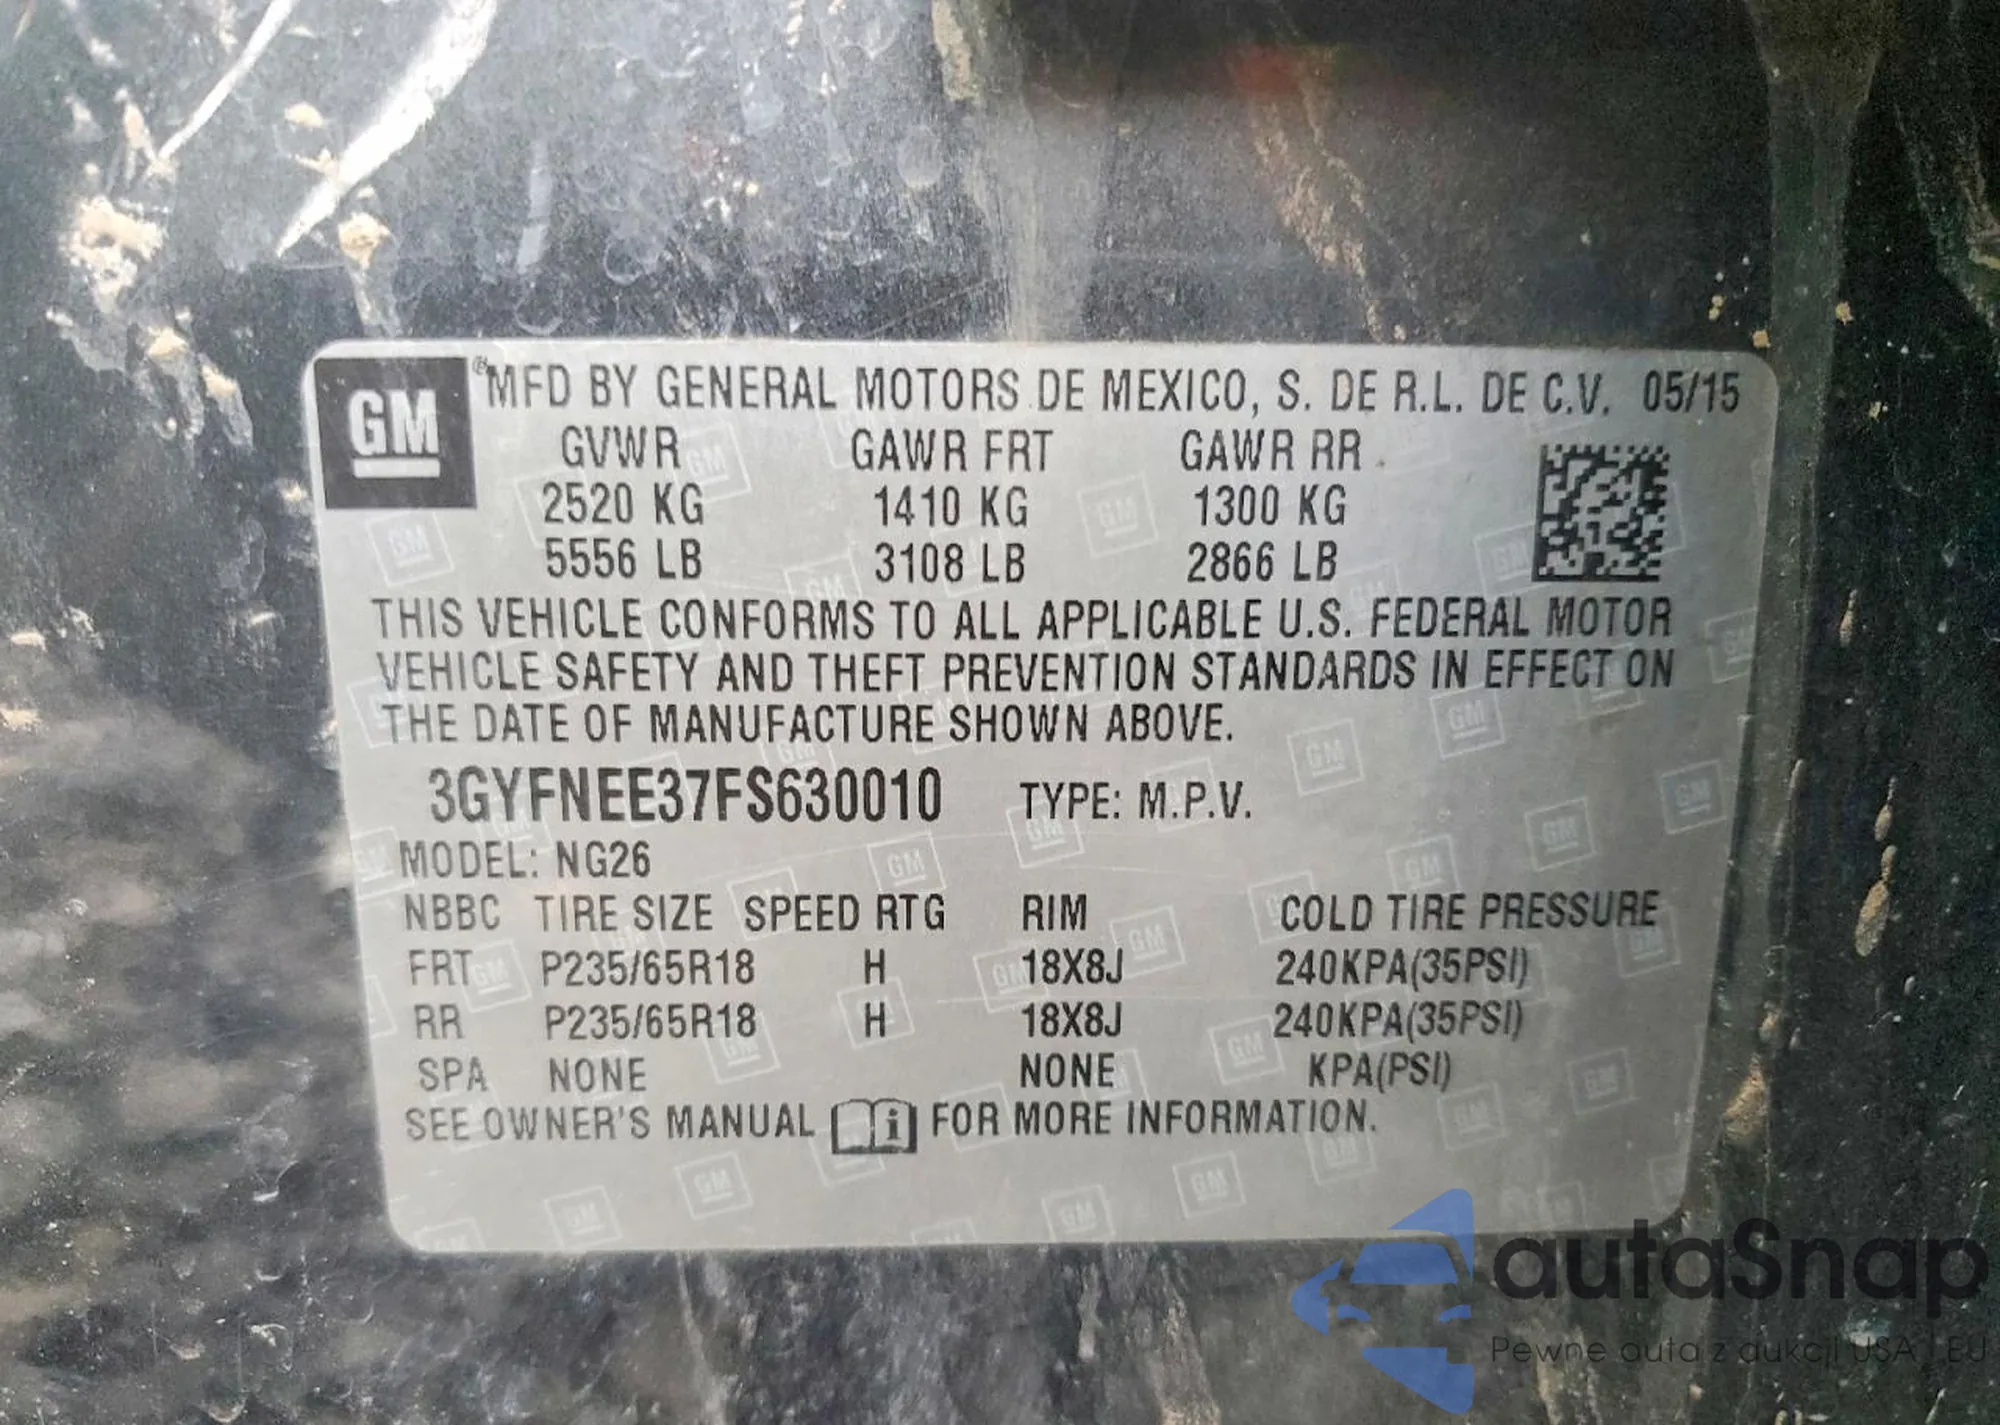 GM ® MFD BY GENERAL MOTORS DE MEXICO, S. DE R.L. DE C.V. 05/15
GVWR GAWR FRT GAWR RR
2520 KG 1410 KG 1300 KG
5556 LB 3108 LB 2866 LB
THIS VEHICLE CONFORMS TO ALL APPLICABLE U.S. FEDERAL MOTOR
VEHICLE SAFETY AND THEFT PREVENTION STANDARDS IN EFFECT ON
THE DATE OF MANUFACTURE SHOWN ABOVE.
3GYFNEE37FS630010 TYPE: M.P.V.
MODEL: NG26
NBBC TIRE SIZE SPEED RTG RIM COLD TIRE PRESSURE
FRT P235/65R18 H 18X8J 240KPA(35PSI)
RR P235/65R18 H 18X8J 240KPA(35PSI)
SPA NONE NONE KPA(PSI)
SEE OWNER'S MANUAL i FOR MORE INFORMATION.
autaSnap
Pewne auta z aukcji USA i EU